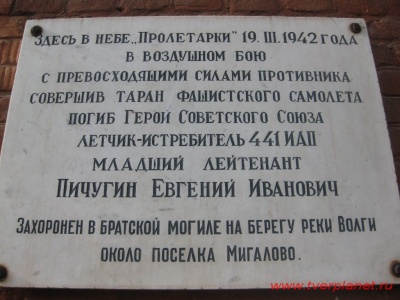 Здесь в небе „Пролетарки" 19.III.1942 года
в воздушном бою
с превосходящими силами противника
совершив таран фашистского самолета
погиб Герой Советского Союза
летчик-истребитель 441 ИАП
младший лейтенант
Пичугин Евгений Иванович
Захоронен в братской могиле на берегу реки Волги
около поселка Мигалово.
www.tverplanet.ru